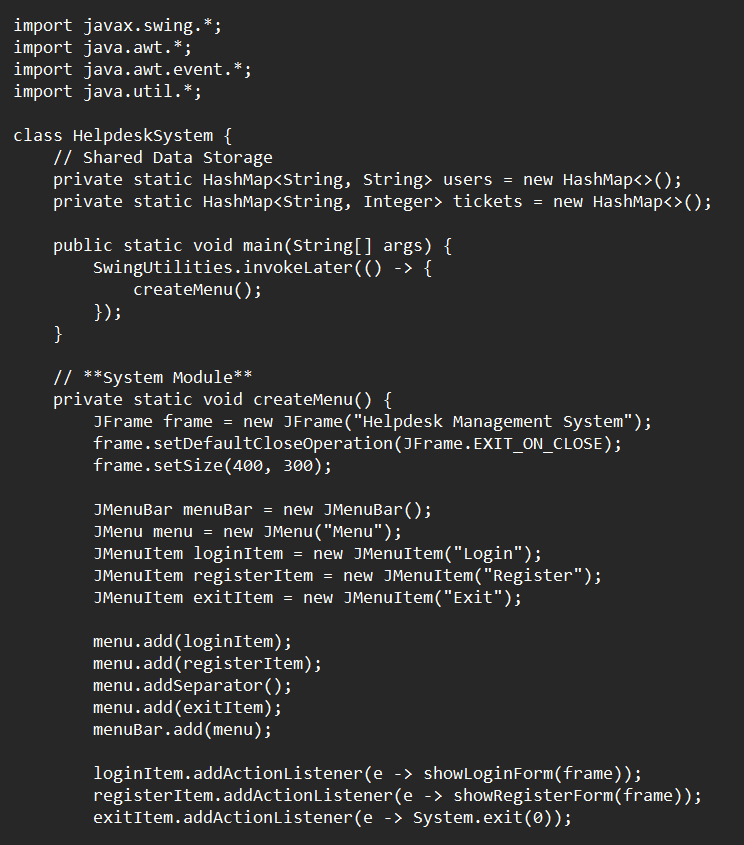 import javax.swing.*;
import java.awt.*;
import java.awt.event.*;
import java.util.*;

class HelpdeskSystem {
    // Shared Data Storage
    private static HashMap<String, String> users = new HashMap<>();
    private static HashMap<String, Integer> tickets = new HashMap<>();

    public static void main(String[] args) {
        SwingUtilities.invokeLater(() -> {
            createMenu();
        });
    }

    // **System Module**
    private static void createMenu() {
        JFrame frame = new JFrame("Helpdesk Management System");
        frame.setDefaultCloseOperation(JFrame.EXIT_ON_CLOSE);
        frame.setSize(400, 300);

        JMenuBar menuBar = new JMenuBar();
        JMenu menu = new JMenu("Menu");
        JMenuItem loginItem = new JMenuItem("Login");
        JMenuItem registerItem = new JMenuItem("Register");
        JMenuItem exitItem = new JMenuItem("Exit");

        menu.add(loginItem);
        menu.add(registerItem);
        menu.addSeparator();
        menu.add(exitItem);
        menuBar.add(menu);

        loginItem.addActionListener(e -> showLoginForm(frame));
        registerItem.addActionListener(e -> showRegisterForm(frame));
        exitItem.addActionListener(e -> System.exit(0));